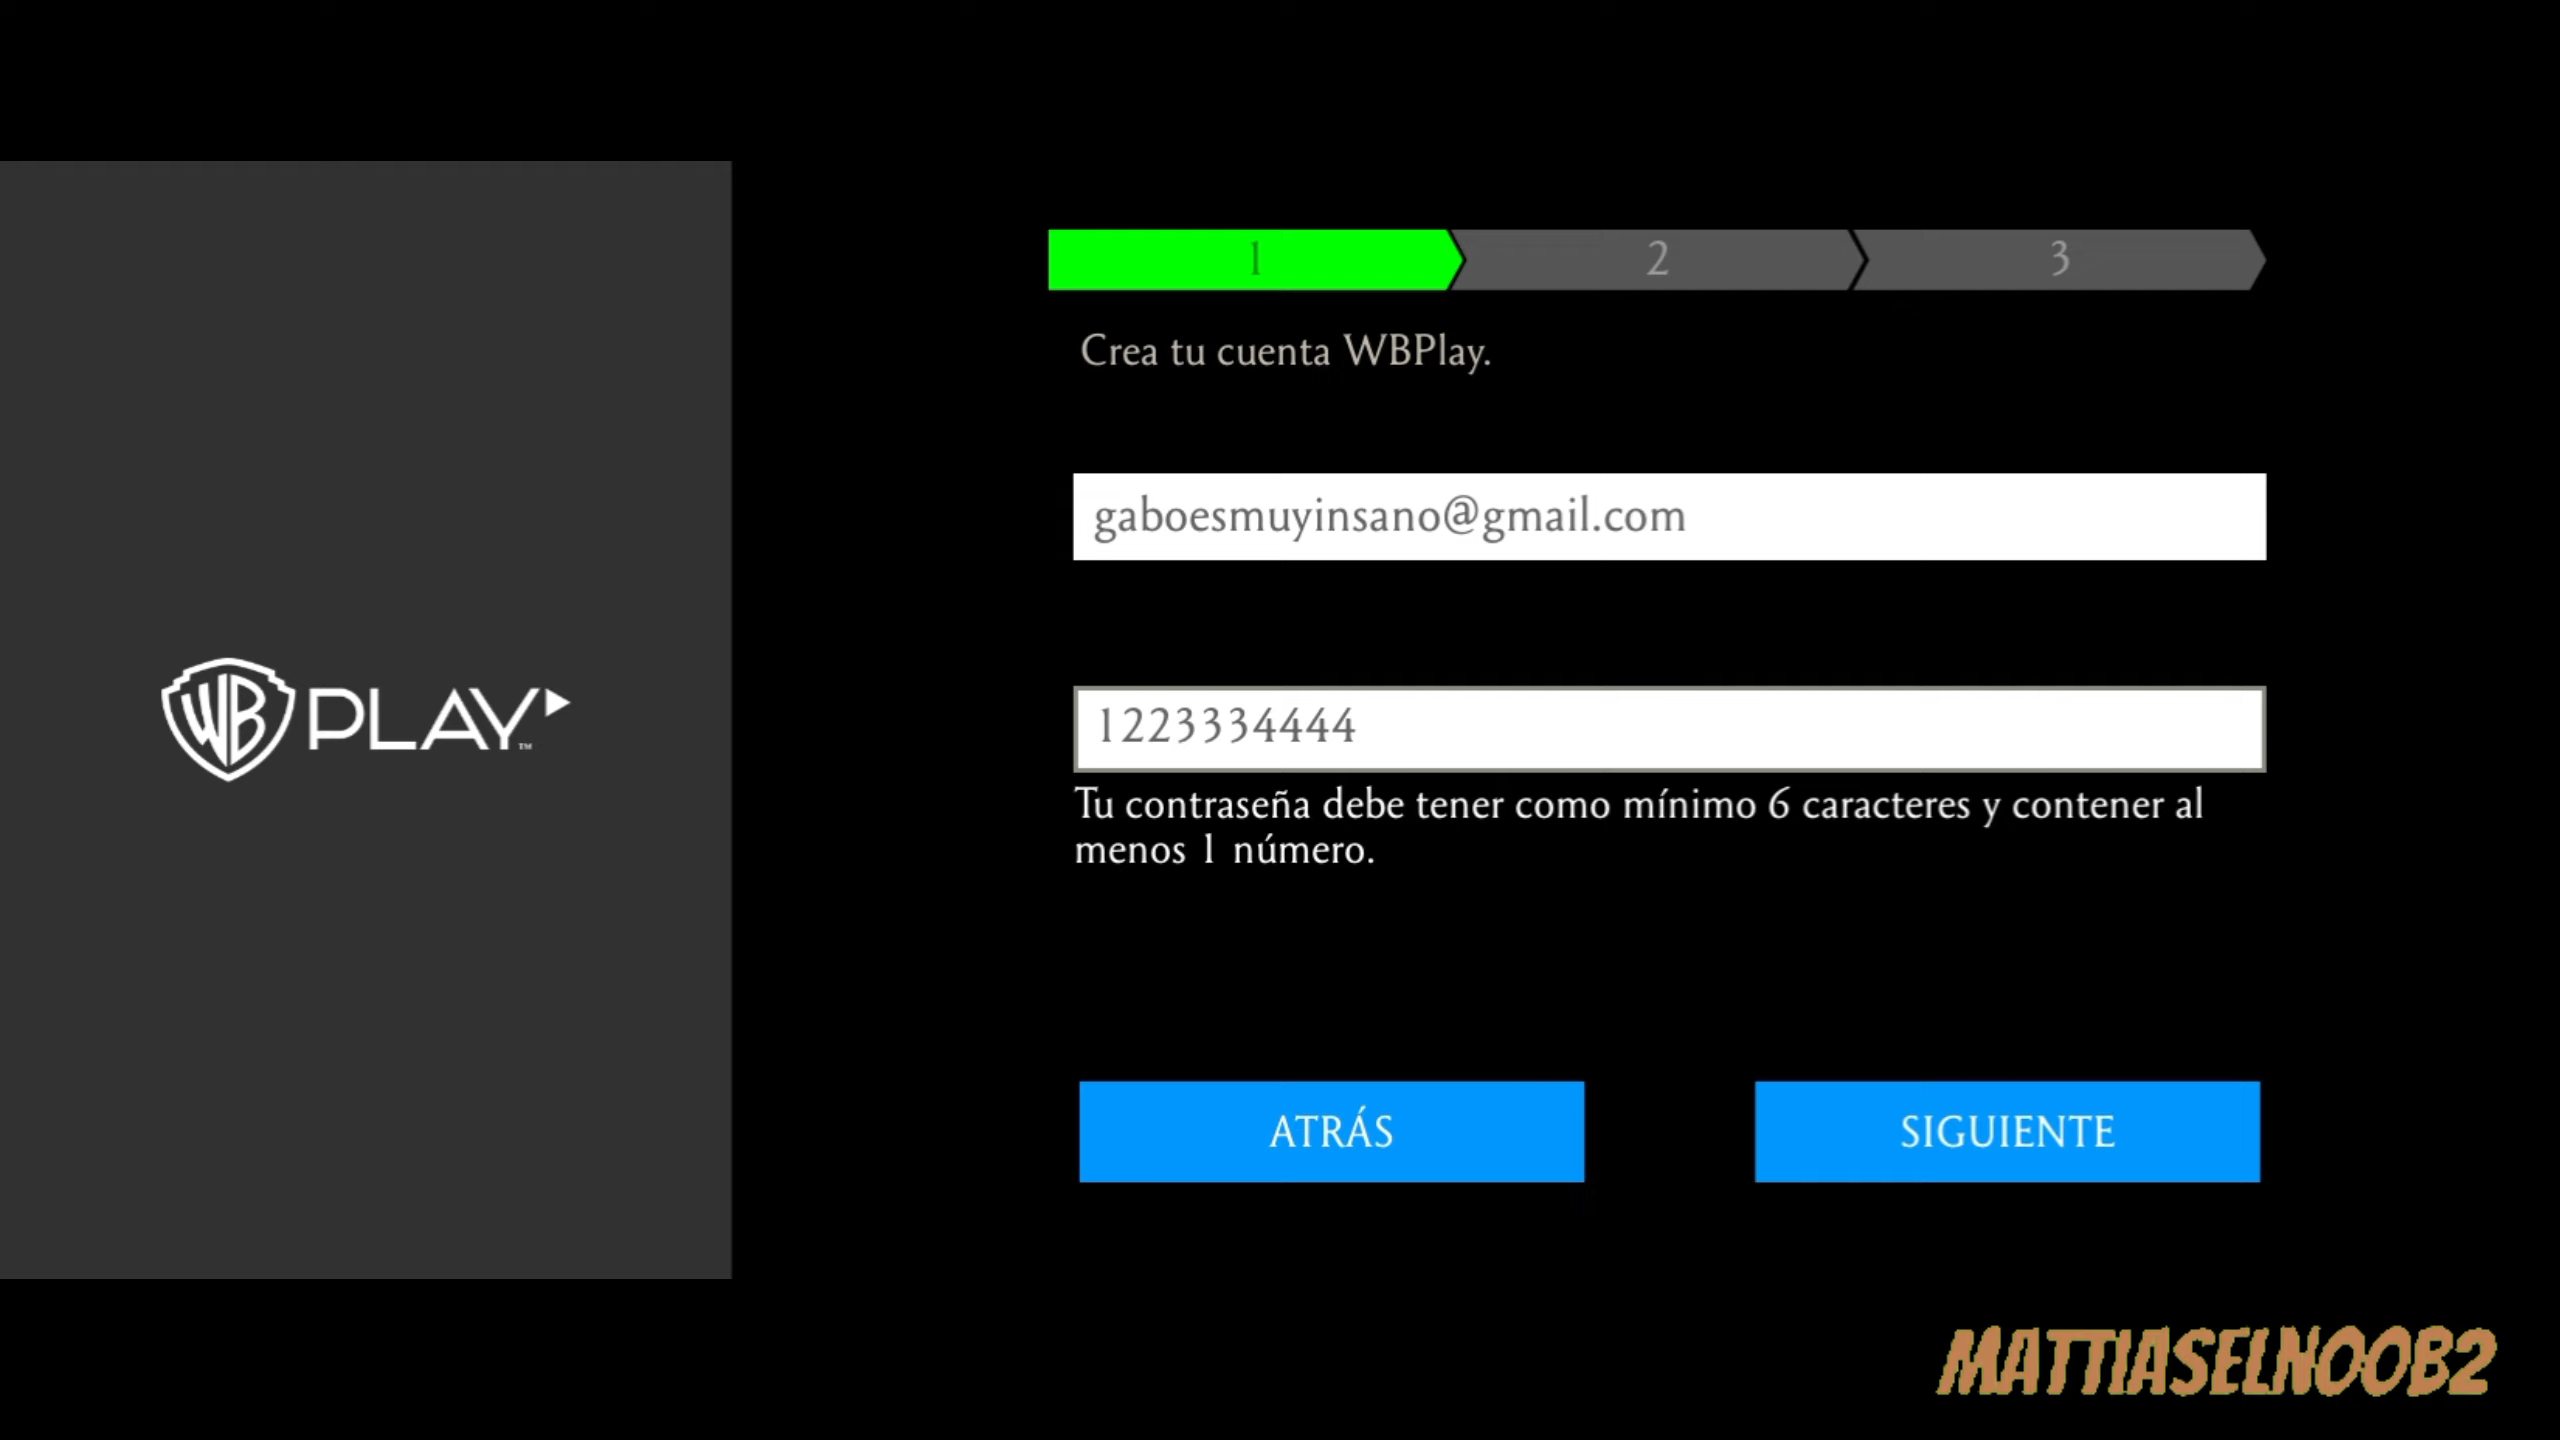 1
2
3
Crea tu cuenta WBPlay.
gaboesmuyinsano@gmail.com
WB PLAY™
1223334444
Tu contraseña debe tener como mínimo 6 caracteres y contener al
menos 1 número.
ATRÁS
SIGUIENTE
MATTIASELNOOB2